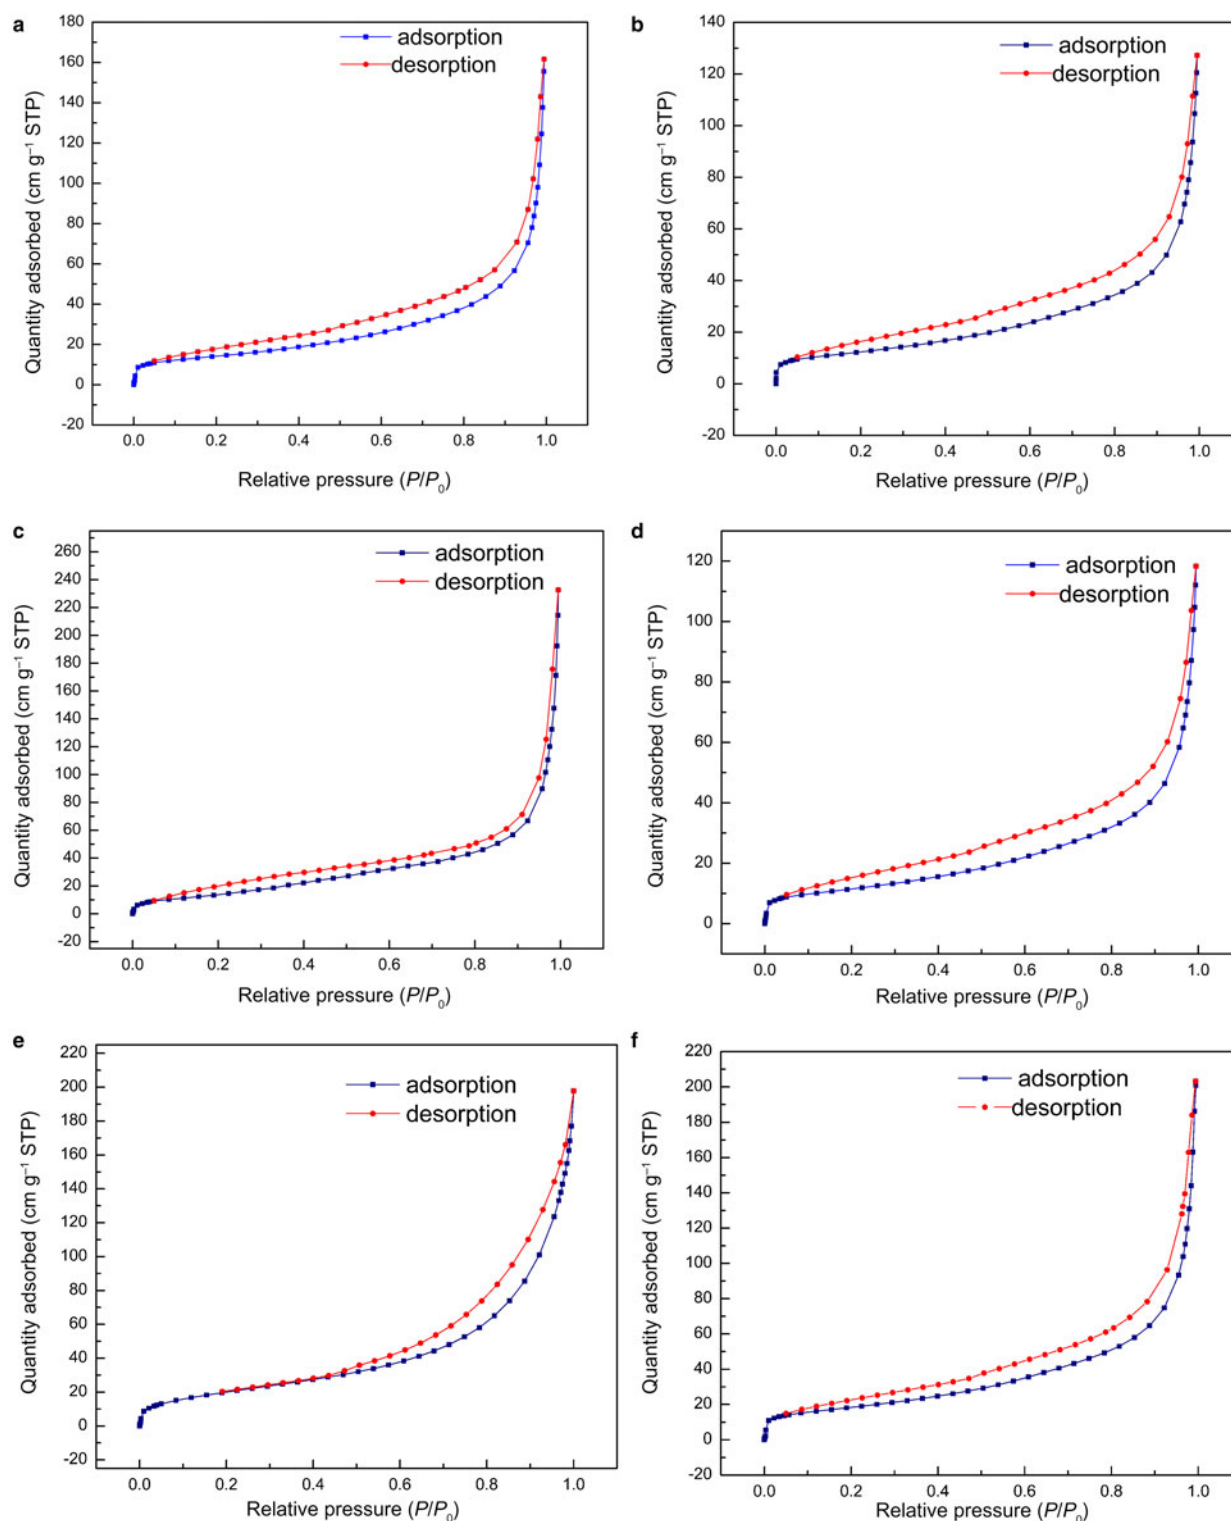 a
180
160
140
120
100
80
60
40
20
0
-20
Quantity adsorbed (cm g⁻¹ STP)
adsorption
desorption
0.0 0.2 0.4 0.6 0.8 1.0
Relative pressure (P/P₀)
b
140
120
100
80
60
40
20
0
-20
Quantity adsorbed (cm g⁻¹ STP)
adsorption
desorption
0.0 0.2 0.4 0.6 0.8 1.0
Relative pressure (P/P₀)
c
260
240
220
200
180
160
140
120
100
80
60
40
20
0
-20
Quantity adsorbed (cm g⁻¹ STP)
adsorption
desorption
0.0 0.2 0.4 0.6 0.8 1.0
Relative pressure (P/P₀)
d
120
100
80
60
40
20
0
Quantity adsorbed (cm g⁻¹ STP)
adsorption
desorption
0.0 0.2 0.4 0.6 0.8 1.0
Relative pressure (P/P₀)
e
220
200
180
160
140
120
100
80
60
40
20
0
-20
Quantity adsorbed (cm g⁻¹ STP)
adsorption
desorption
0.0 0.2 0.4 0.6 0.8 1.0
Relative pressure (P/P₀)
f
220
200
180
160
140
120
100
80
60
40
20
0
-20
Quantity adsorbed (cm g⁻¹ STP)
adsorption
desorption
0.0 0.2 0.4 0.6 0.8 1.0
Relative pressure (P/P₀)